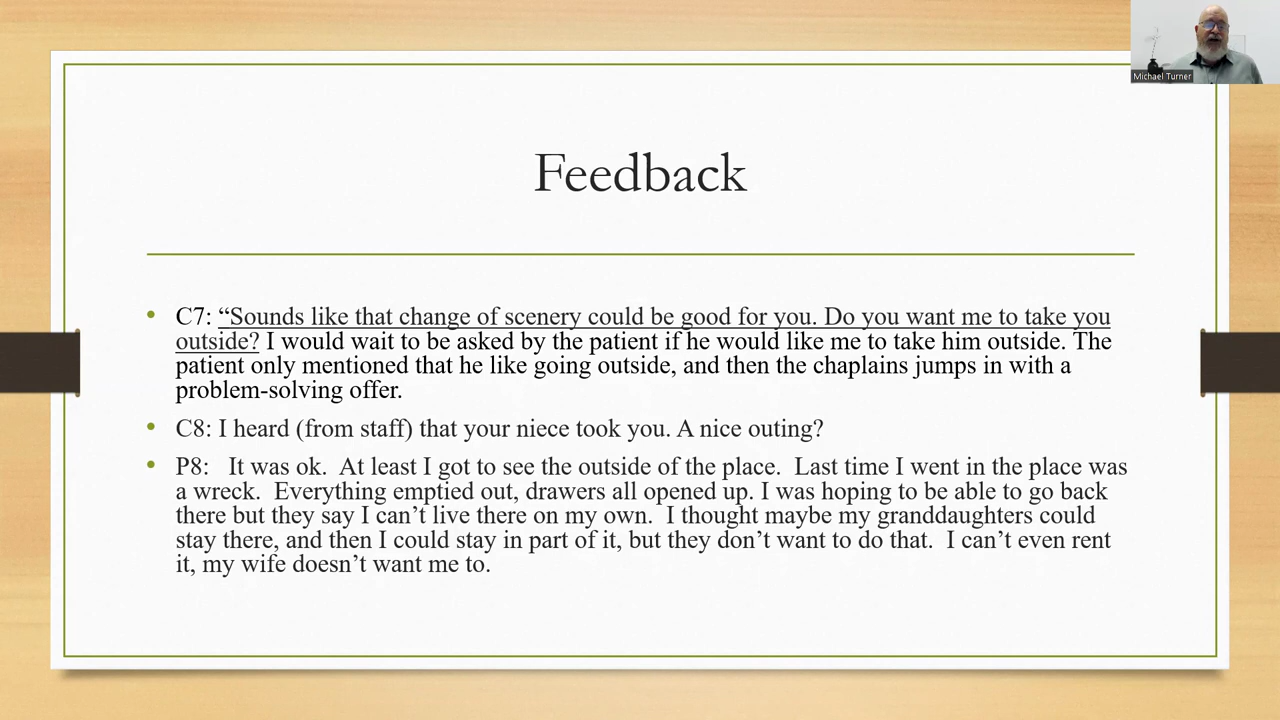 Michael Turner
Feedback
• C7: “Sounds like that change of scenery could be good for you. Do you want me to take you
outside? I would wait to be asked by the patient if he would like me to take him outside. The
patient only mentioned that he like going outside, and then the chaplains jumps in with a
problem-solving offer.
• C8: I heard (from staff) that your niece took you. A nice outing?
• P8: It was ok. At least I got to see the outside of the place. Last time I went in the place was
a wreck. Everything emptied out, drawers all opened up. I was hoping to be able to go back
there but they say I can’t live there on my own. I thought maybe my granddaughters could
stay there, and then I could stay in part of it, but they don’t want to do that. I can’t even rent
it, my wife doesn’t want me to.